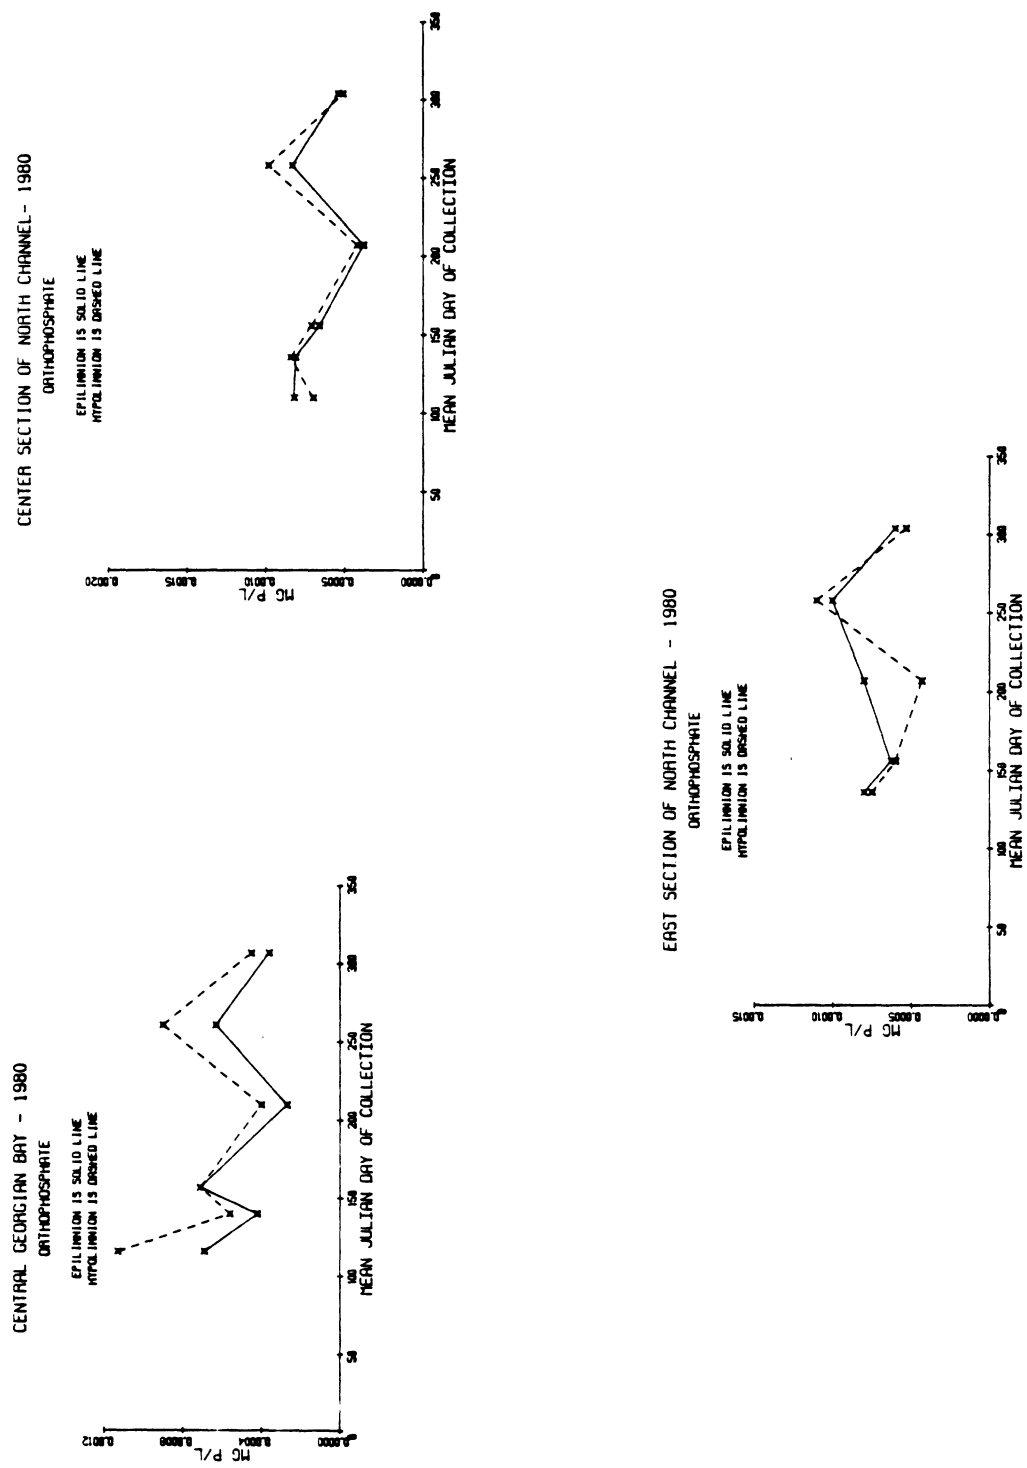 CENTRAL GEORGIAN BAY - 1980
ORTHOPHOSPHATE
EPILIMNION IS SOLID LINE
HYPOLIMNION IS DASHED LINE
0.0012
0.0008
0.0004
0.0000
MG P/L
0 50 100 150 200 250 300 350
MEAN JULIAN DAY OF COLLECTION
CENTER SECTION OF NORTH CHANNEL- 1980
ORTHOPHOSPHATE
EPILIMNION IS SOLID LINE
HYPOLIMNION IS DASHED LINE
0.0020
0.0015
0.0010
0.0005
0.0000
MG P/L
0 50 100 150 200 250 300 350
MEAN JULIAN DAY OF COLLECTION
EAST SECTION OF NORTH CHANNEL - 1980
ORTHOPHOSPHATE
EPILIMNION IS SOLID LINE
HYPOLIMNION IS DASHED LINE
0.0015
0.0010
0.0005
0.0000
MG P/L
0 50 100 150 200 250 300 350
MEAN JULIAN DAY OF COLLECTION